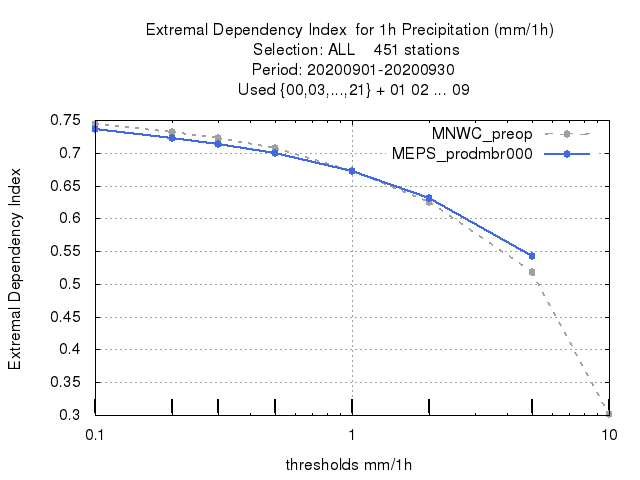 Extremal Dependency Index for 1h Precipitation (mm/1h)
Selection: ALL 451 stations
Period: 20200901-20200930
Used {00,03,...,21} + 01 02 ... 09
MNWC_preop
MEPS_prodmbr000
Extremal Dependency Index
0.75
0.7
0.65
0.6
0.55
0.5
0.45
0.4
0.35
0.3
0.1
1
10
thresholds mm/1h